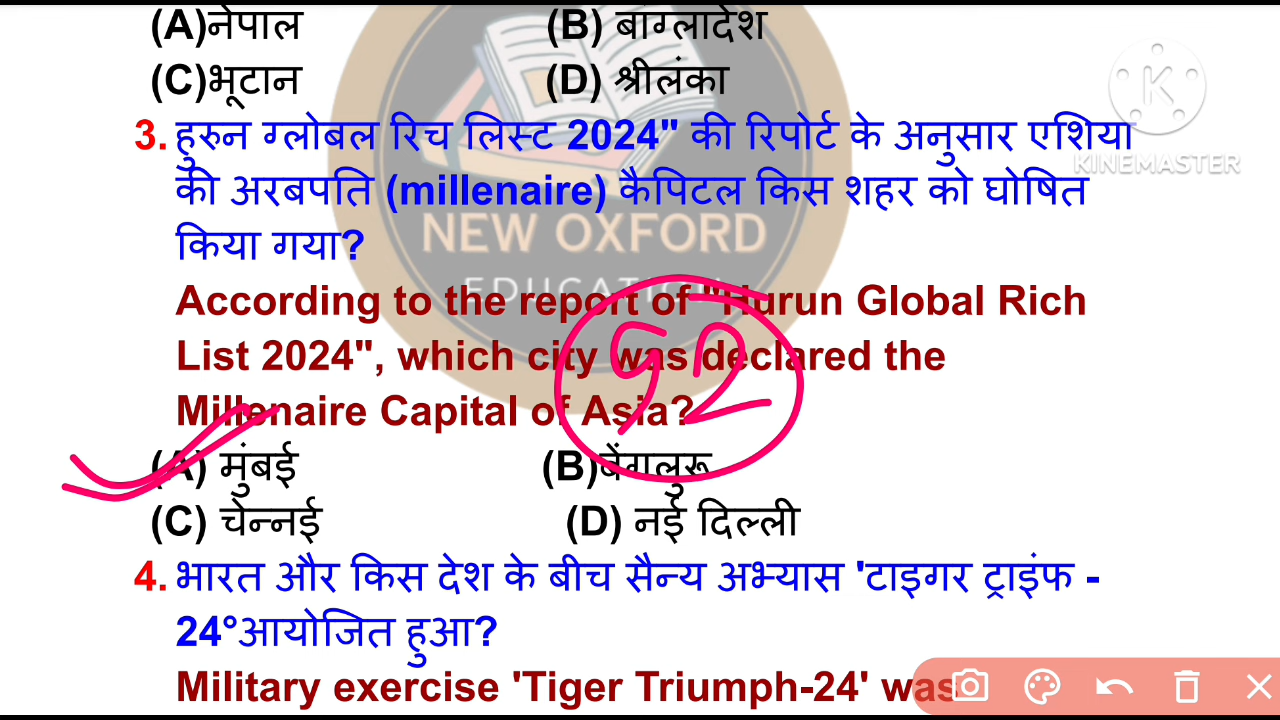 (A)नेपाल (B) बाग्लादेश
(C)भूटान (D) श्रीलंका
3. हुरुन ग्लोबल रिच लिस्ट 2024" की रिपोर्ट के अनुसार एशिया
की अरबपति (millenaire) कैपिटल किस शहर को घोषित
किया गया?
According to the report of "Hurun Global Rich
List 2024", which city was declared the
Millenaire Capital of Asia?
(A) मुंबई (B)बेंगलुरू
(C) चेन्नई (D) नई दिल्ली
4. भारत और किस देश के बीच सैन्य अभ्यास 'टाइगर ट्राइंफ -
24°आयोजित हुआ?
Military exercise 'Tiger Triumph-24' was
NEW OXFORD
EDUCATION
92
K
KINEMASTER